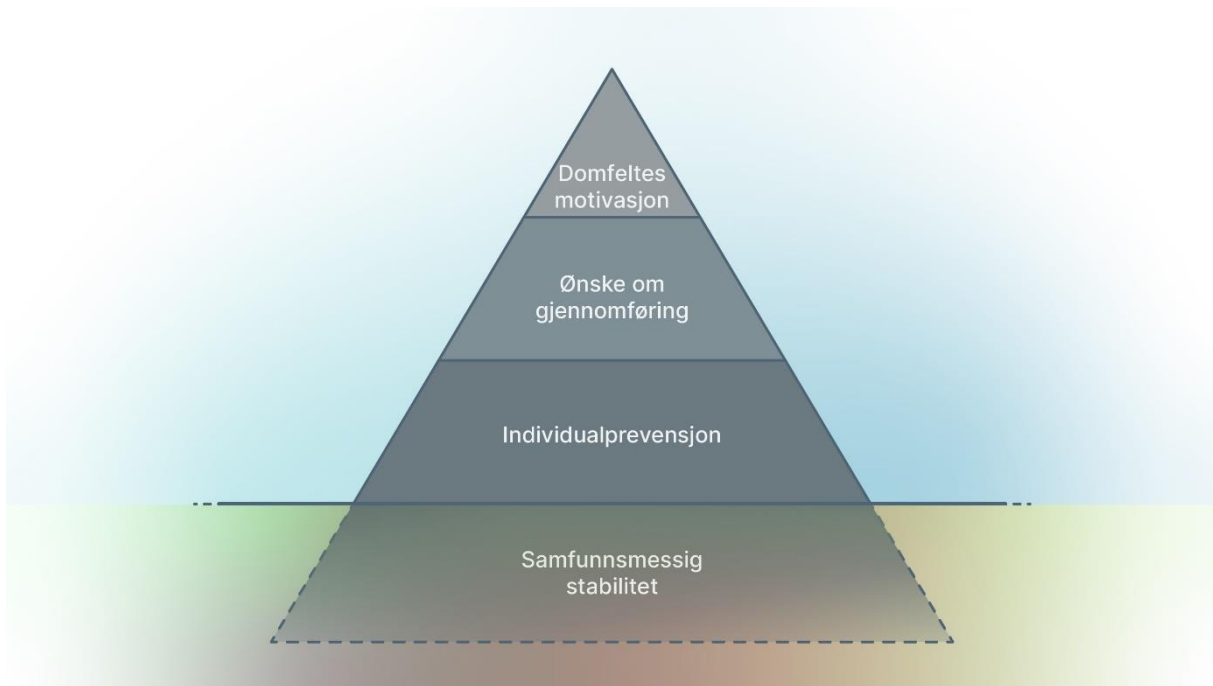 Domfeltes
motivasjon
Ønske om
gjennomføring
Individualprevensjon
Samfunnsmessig
stabilitet